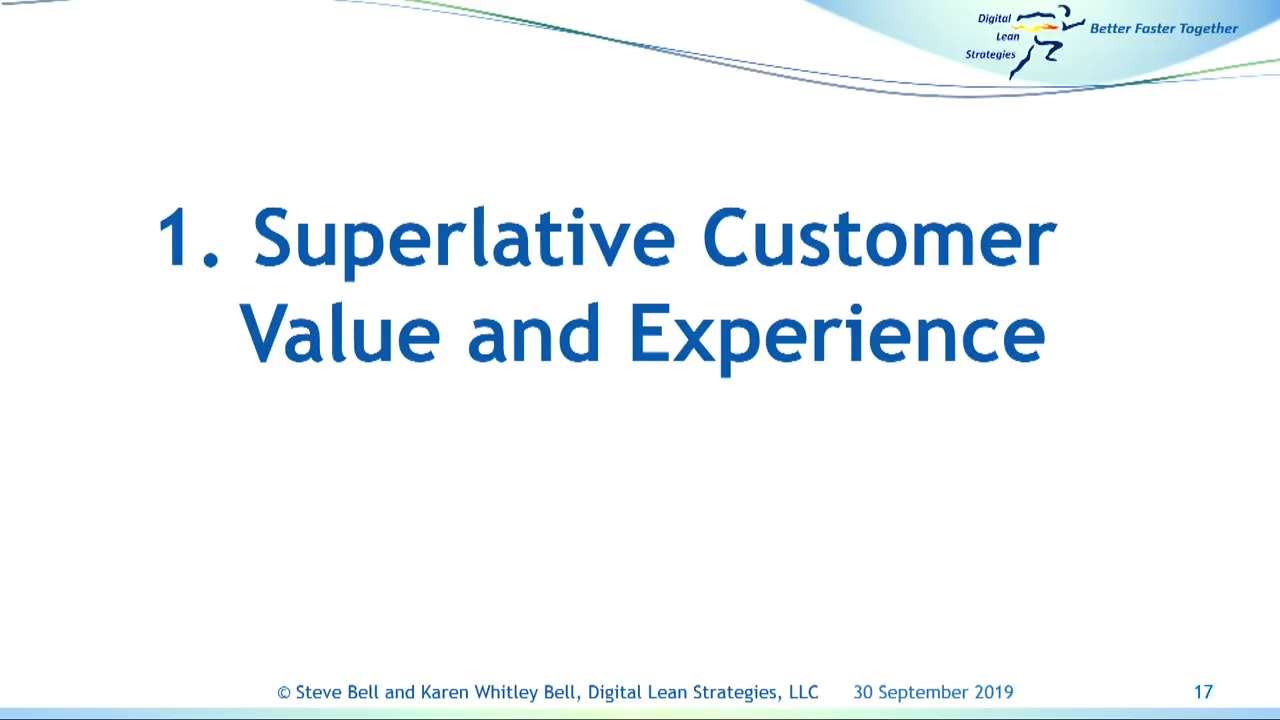 Digital
Lean
Strategies
Better Faster Together
1. Superlative Customer
Value and Experience
© Steve Bell and Karen Whitley Bell, Digital Lean Strategies, LLC 30 September 2019 17